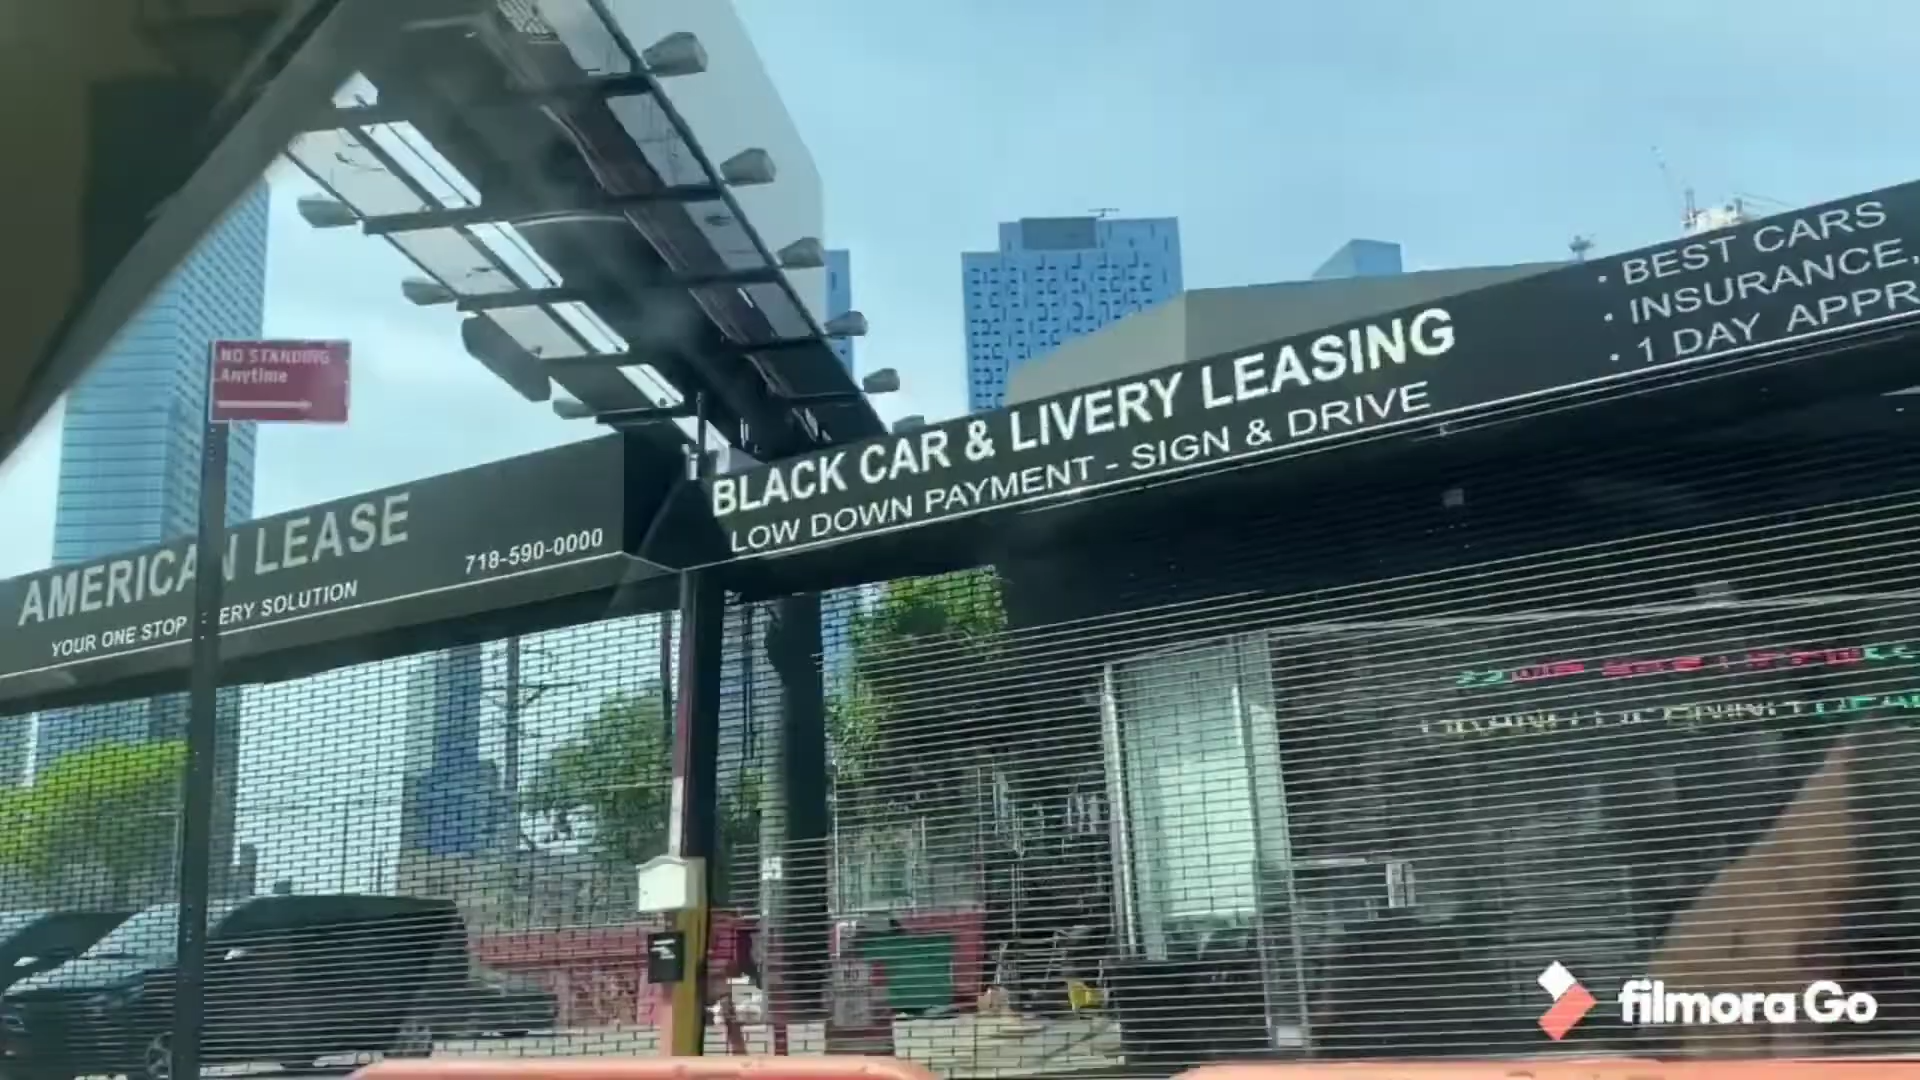 NO STANDING
Anytime
AMERICAN LEASE
YOUR ONE STOP ERY SOLUTION
718-590-0000
BLACK CAR & LIVERY LEASING
LOW DOWN PAYMENT - SIGN & DRIVE
· BEST CARS
· INSURANCE,
· 1 DAY APPR
filmora Go